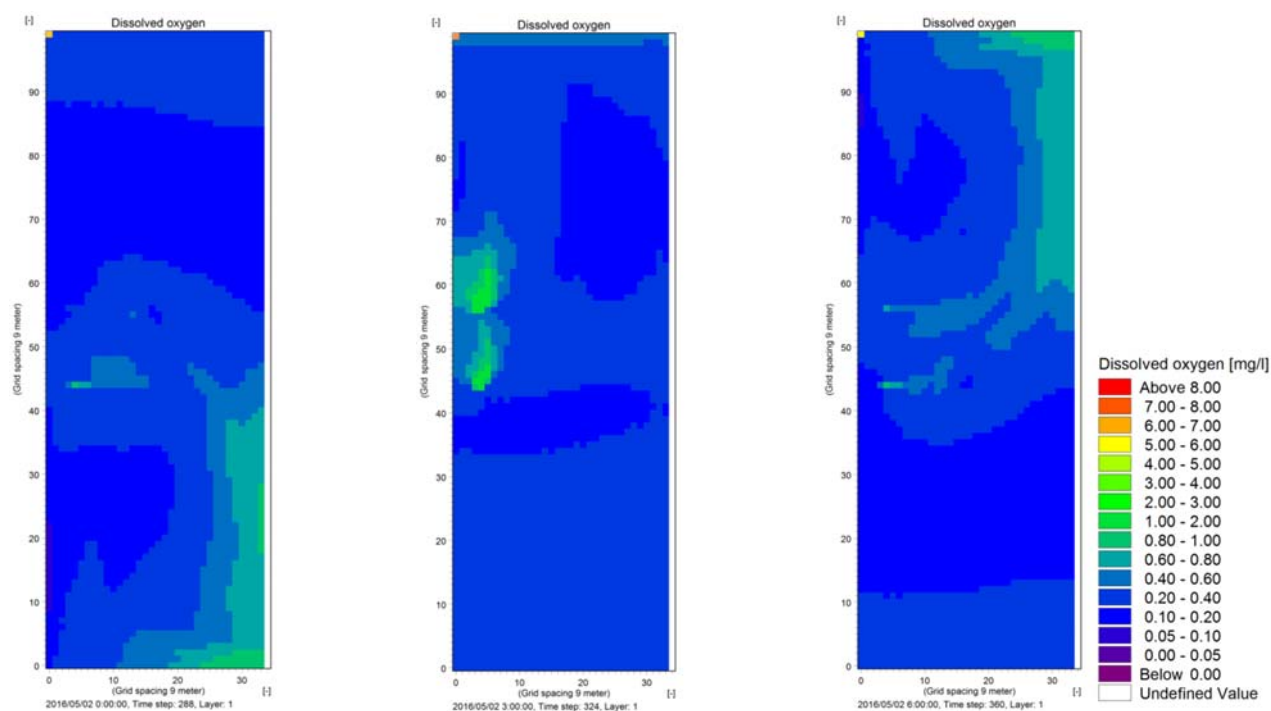 [-]
Dissolved oxygen
90
80
70
60
50
40
30
20
10
0
(Grid spacing 9 meter)
0
10
20
30
(Grid spacing 9 meter)
[-]
2016/05/02 0:00:00, Time step: 288, Layer: 1
[-]
Dissolved oxygen
90
80
70
60
50
40
30
20
10
0
(Grid spacing 9 meter)
0
10
20
30
(Grid spacing 9 meter)
[-]
2016/05/02 3:00:00, Time step: 324, Layer: 1
[-]
Dissolved oxygen
90
80
70
60
50
40
30
20
10
0
(Grid spacing 9 meter)
0
10
20
30
(Grid spacing 9 meter)
[-]
2016/05/02 6:00:00, Time step: 360, Layer: 1
Dissolved oxygen [mg/l]
Above 8.00
7.00 - 8.00
6.00 - 7.00
5.00 - 6.00
4.00 - 5.00
3.00 - 4.00
2.00 - 3.00
1.00 - 2.00
0.80 - 1.00
0.60 - 0.80
0.40 - 0.60
0.20 - 0.40
0.10 - 0.20
0.05 - 0.10
0.00 - 0.05
Below 0.00
Undefined Value